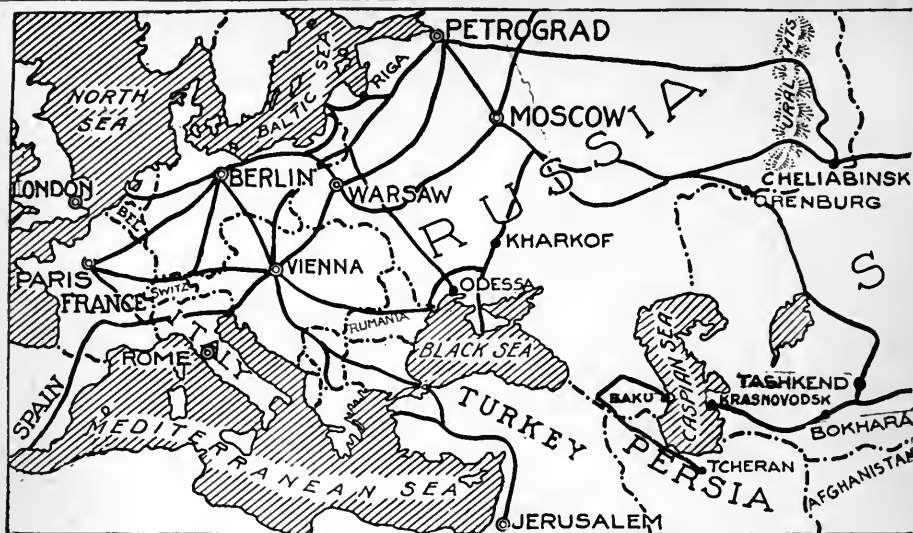 PETROGRAD
RIGA
BALTIC SEA
NORTH
SEA
URAL MTS
MOSCOW
RUSSIA
LONDON
BEL
BERLIN
WARSAW
CHELIABINSK
ORENBURG
KHARKOF
S
PARIS
FRANCE
SWITZ
VIENNA
ODESSA
RUMANIA
BLACK SEA
ITALY
ROME
SPAIN
CASPIAN SEA
BAKU
TASHKEND
KRASNOVODSK
BOKHARA
TURKEY
PERSIA
TCHERAN
AFGHANISTAN
MEDITERRANEAN SEA
JERUSALEM